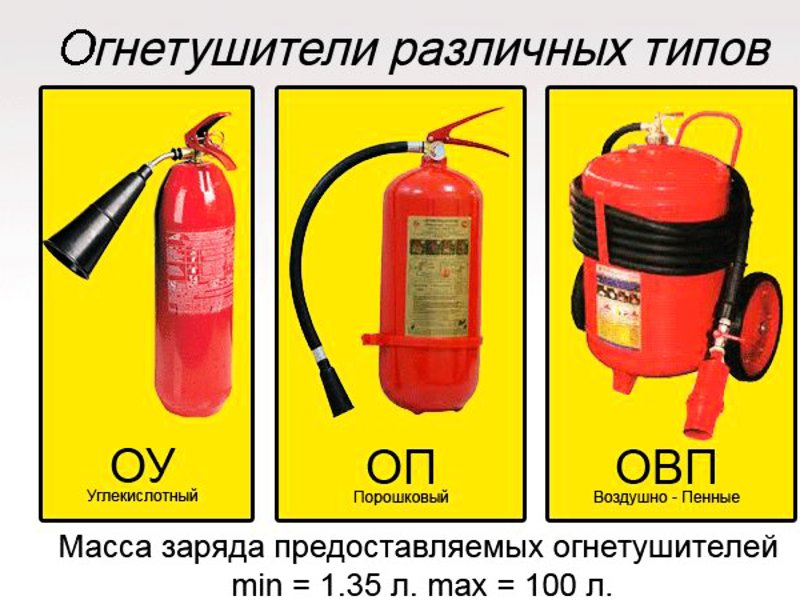 Огнетушители различных типов
ОУ
Углекислотный
ОП
Порошковый
ОВП
Воздушно - Пенные
Масса заряда предоставляемых огнетушителей
min = 1.35 л. max = 100 л.